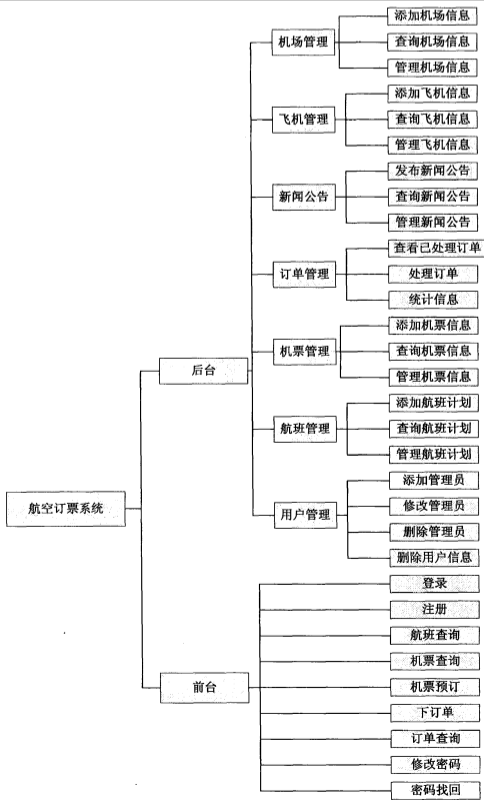 航空订票系统
后台
机场管理
添加机场信息
查询机场信息
管理机场信息
飞机管理
添加飞机信息
查询飞机信息
管理飞机信息
新闻公告
发布新闻公告
查询新闻公告
管理新闻公告
订单管理
查看已处理订单
处理订单
统计信息
机票管理
添加机票信息
查询机票信息
管理机票信息
航班管理
添加航班计划
查询航班计划
管理航班计划
用户管理
添加管理员
修改管理员
删除管理员
删除用户信息
前台
登录
注册
航班查询
机票查询
机票预订
下订单
订单查询
修改密码
密码找回